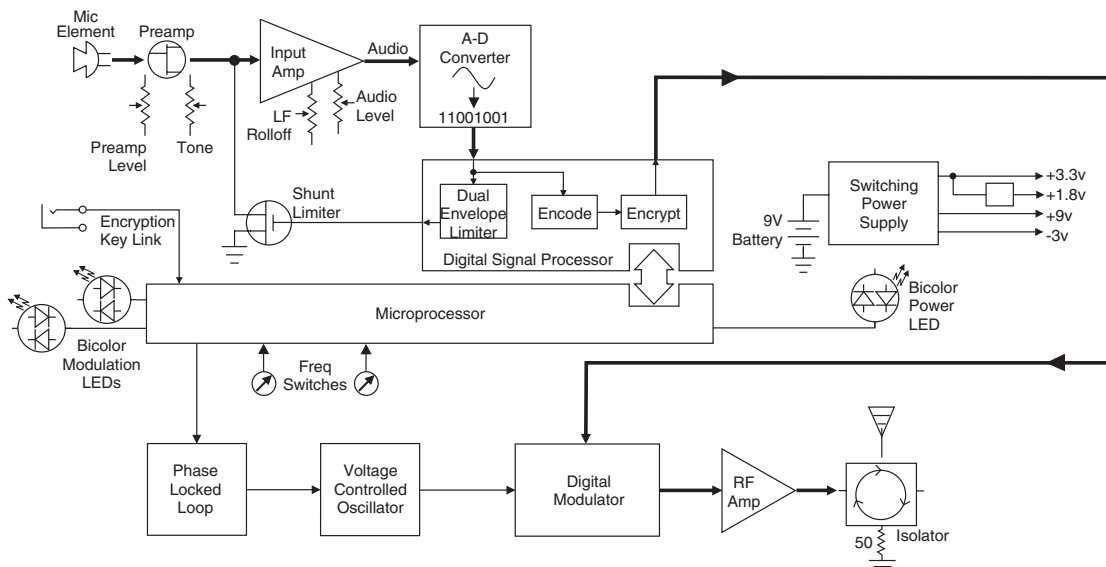 Mic
Element
Preamp
Preamp
Level
Tone
Input
Amp
LF
Rolloff
Audio
Level
Audio
A-D
Converter
11001001
Shunt
Limiter
Dual
Envelope
Limiter
Encode
Encrypt
Digital Signal Processor
9V
Battery
Switching
Power
Supply
+3.3v
+1.8v
+9v
-3v
Encryption
Key Link
Microprocessor
Bicolor
Power
LED
Bicolor
Modulation
LEDs
Freq
Switches
Phase
Locked
Loop
Voltage
Controlled
Oscillator
Digital
Modulator
RF
Amp
50
Isolator